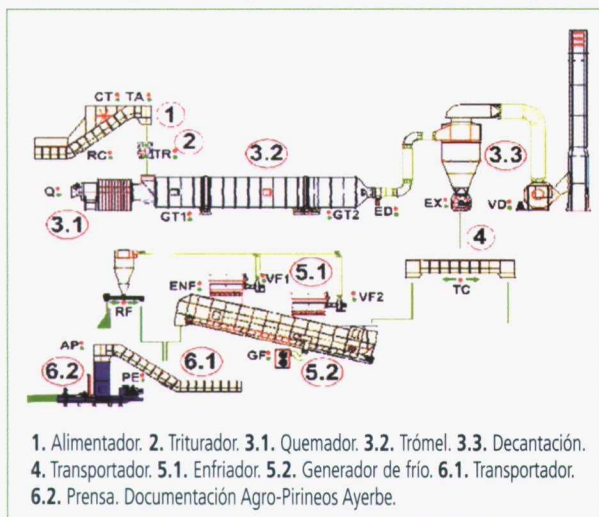 CT TA 1
2
RC TR 3.2 3.3
Q
3.1 GT1 GT2 ED EX VD A
4
5.1
ENF VF1 VF2 TC
RF
AP 6.1 GF 5.2
6.2 PE
1. Alimentador. 2. Triturador. 3.1. Quemador. 3.2. Trómel. 3.3. Decantación.
4. Transportador. 5.1. Enfriador. 5.2. Generador de frío. 6.1. Transportador.
6.2. Prensa. Documentación Agro-Pirineos Ayerbe.